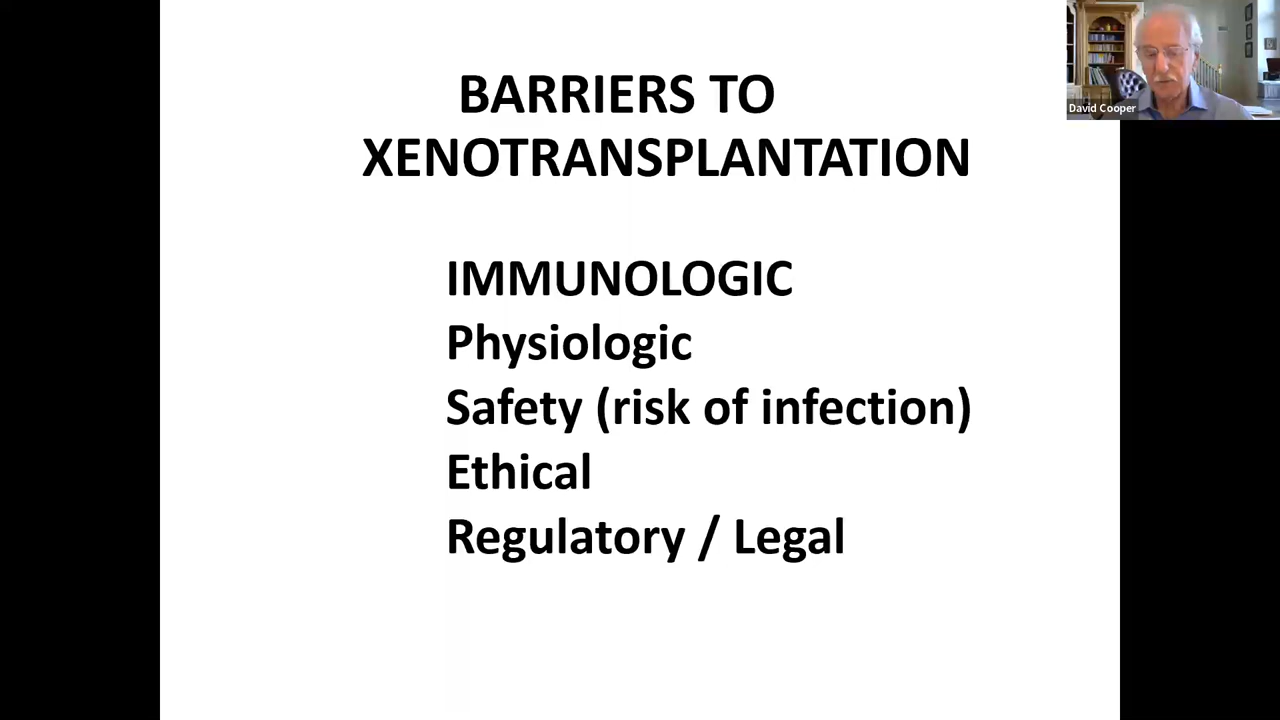 BARRIERS TO
XENOTRANSPLANTATION
IMMUNOLOGIC
Physiologic
Safety (risk of infection)
Ethical
Regulatory / Legal
David Cooper